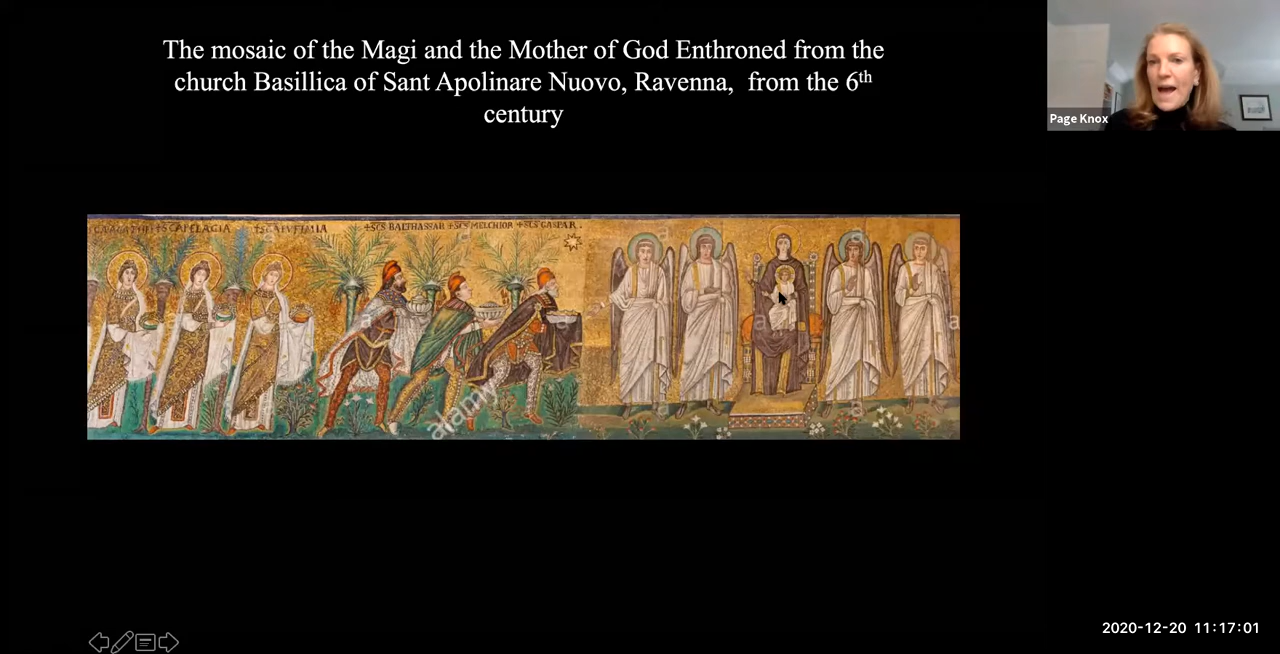 The mosaic of the Magi and the Mother of God Enthroned from the
church Basillica of Sant Apolinare Nuovo, Ravenna,  from the 6th
century
Page Knox
+SCS BALTHASSAR +SCS MELCHIOR +SCS GASPAR .
alamy
2020-12-20 11:17:01